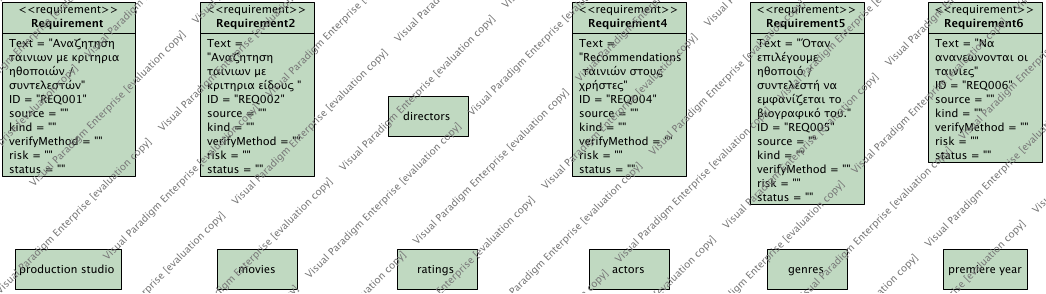 <<requirement>>
Requirement
Text = "Αναζητηση
ταινιων με κριτηρια
ηθοποιών /
συντελεστών"
ID = "REQ001"
source = ""
kind = ""
verifyMethod = ""
risk = ""
status = ""
<<requirement>>
Requirement2
Text =
"Αναζητηση
ταίνιων με
κριτηρια είδους "
ID = "REQ002"
source = ""
kind = ""
verifyMethod = ""
risk = ""
status = ""
directors
<<requirement>>
Requirement4
Text =
"Recommendations
ταινιών στους
χρήστες"
ID = "REQ004"
source = ""
kind = ""
verifyMethod = ""
risk = ""
status = ""
<<requirement>>
Requirement5
Text = "Όταν
επιλέγουμε
ηθοποιό /
συντελέστή να
εμφανίζεται το
βιογραφικό του."
ID = "REQ005"
source = ""
kind = ""
verifyMethod = ""
risk = ""
status = ""
<<requirement>>
Requirement6
Text = "Να
ανανεώνονται οι
ταινίες"
ID = "REQ006"
source = ""
kind = ""
verifyMethod = ""
risk = ""
status = ""
production studio
movies
ratings
actors
genres
premiere year
Visual Paradigm Enterprise [evaluation copy]